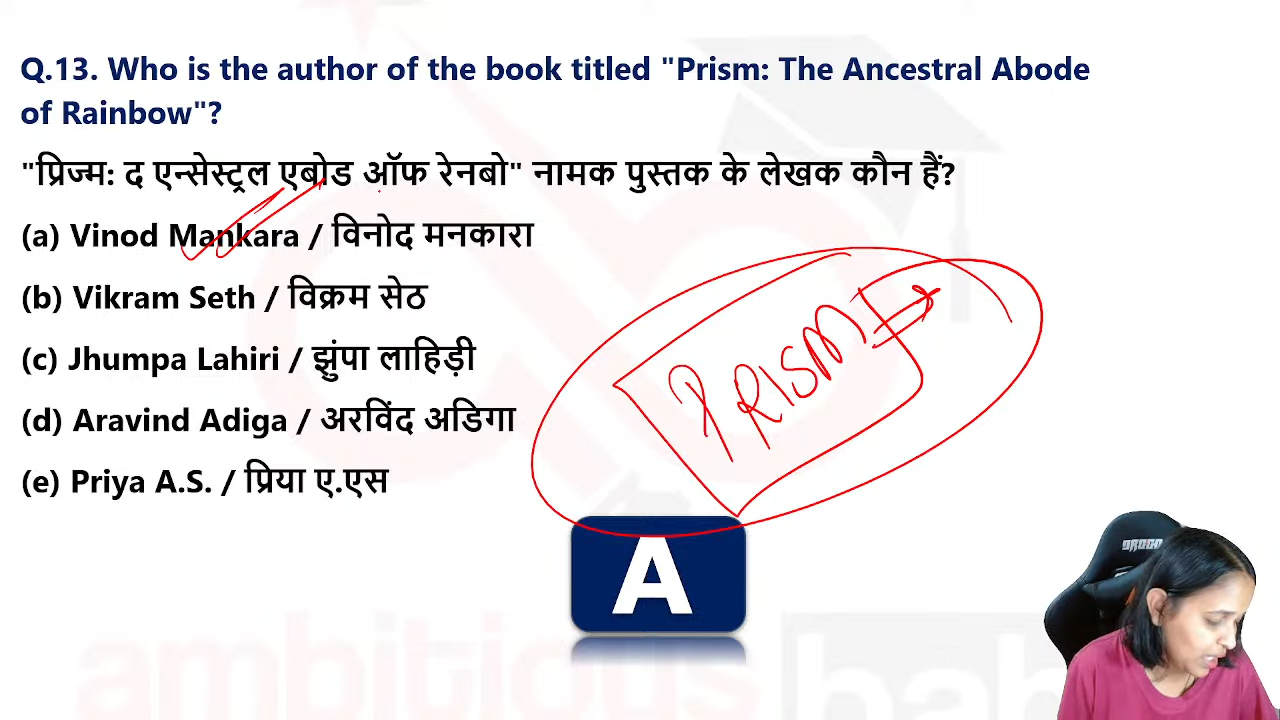 Q.13. Who is the author of the book titled "Prism: The Ancestral Abode
of Rainbow"?
"प्रिज्म: द एन्सेस्ट्रल एबोड ऑफ रेनबो" नामक पुस्तक के लेखक कौन हैं?
(a) Vinod Mankara / विनोद मनकारा
(b) Vikram Seth / विक्रम सेठ
(c) Jhumpa Lahiri / झुंपा लाहिड़ी
(d) Aravind Adiga / अरविंद अडिगा
(e) Priya A.S. / प्रिया ए.एस
PRISM
A
DROGO
ambitious